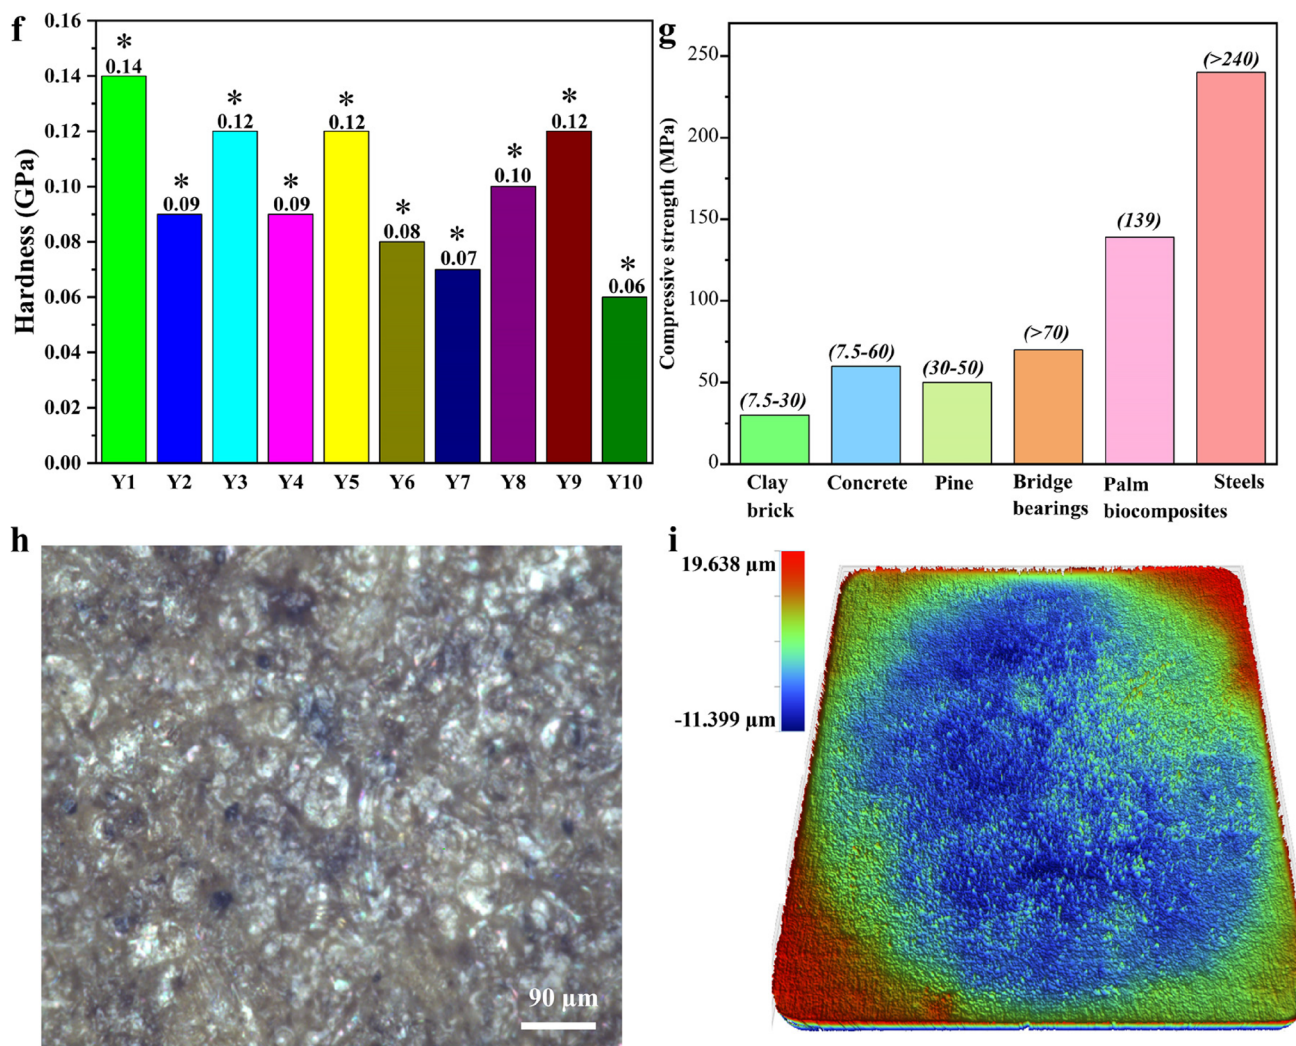 f
Hardness (GPa)
0.16
0.14
0.12
0.10
0.08
0.06
0.04
0.02
0.00
*
0.14
*
0.09
*
0.12
*
0.09
*
0.12
*
0.08
*
0.07
*
0.10
*
0.12
*
0.06
Y1 Y2 Y3 Y4 Y5 Y6 Y7 Y8 Y9 Y10
g
Compressive strength (MPa)
250
200
150
100
50
0
(7.5-30)
(7.5-60)
(30-50)
(>70)
(139)
(>240)
Clay
brick
Concrete
Pine
Bridge
bearings
Palm
biocomposites
Steels
h
90 μm
i
19.638 μm
-11.399 μm